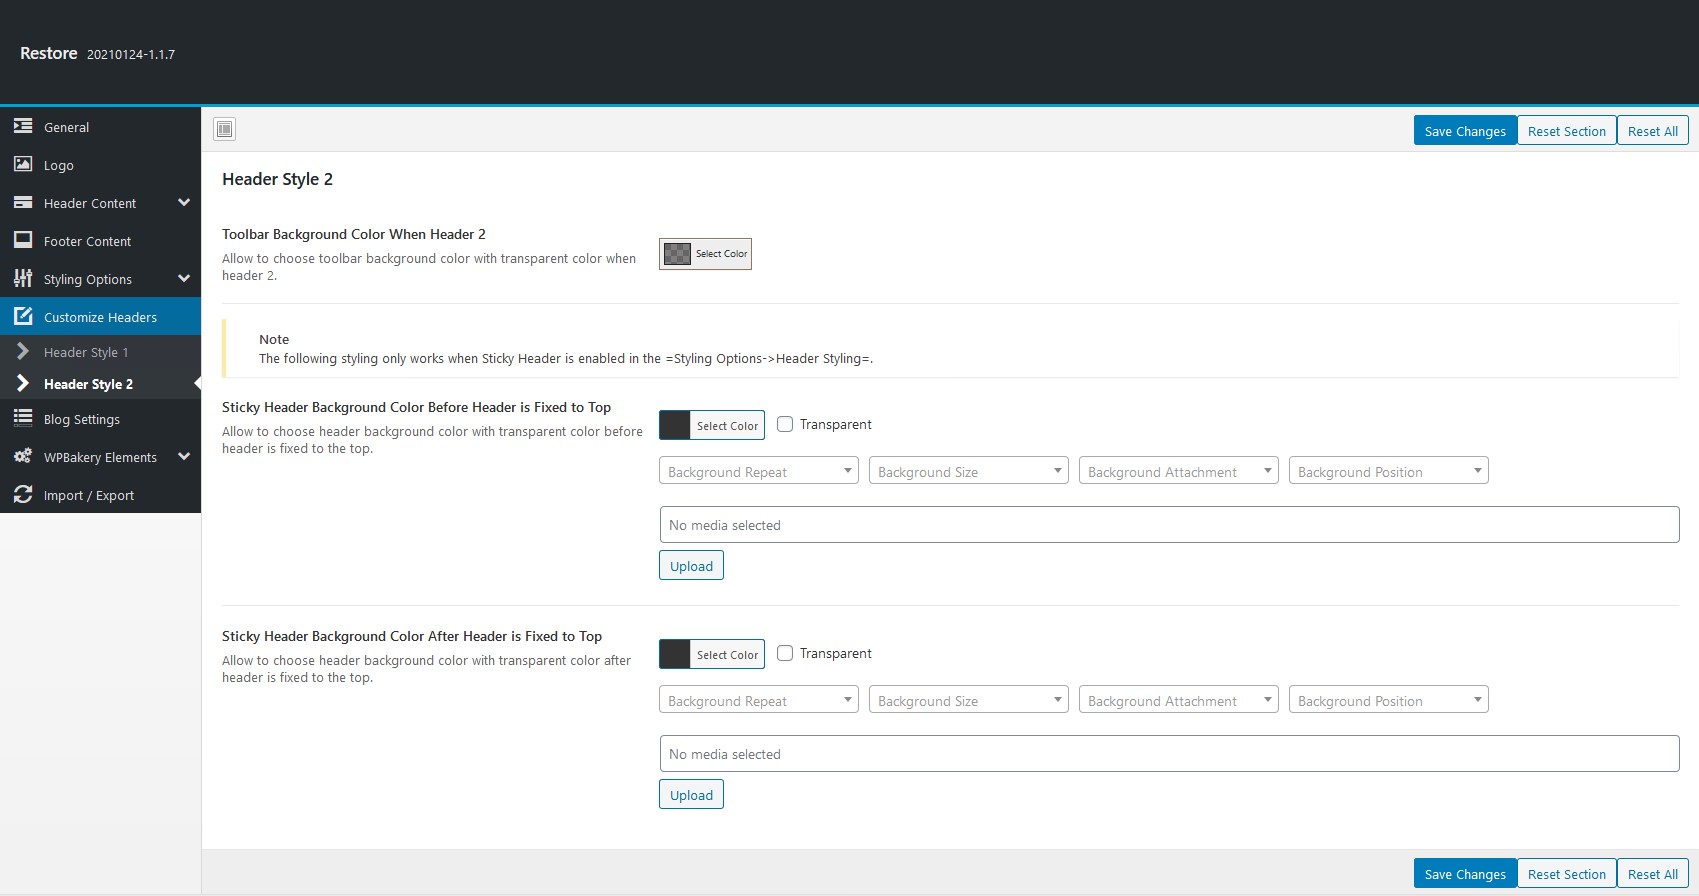 Restore 20210124-1.1.7
General
Logo
Header Content
Footer Content
Styling Options
Customize Headers
Header Style 1
Header Style 2
Blog Settings
WPBakery Elements
Import / Export
Save Changes Reset Section Reset All
Header Style 2
Toolbar Background Color When Header 2
Allow to choose toolbar background color with transparent color when
header 2.
Select Color
Note
The following styling only works when Sticky Header is enabled in the =Styling Options->Header Styling=.
Sticky Header Background Color Before Header is Fixed to Top
Allow to choose header background color with transparent color before
header is fixed to the top.
Select Color Transparent
Background Repeat Background Size Background Attachment Background Position
No media selected
Upload
Sticky Header Background Color After Header is Fixed to Top
Allow to choose header background color with transparent color after
header is fixed to the top.
Select Color Transparent
Background Repeat Background Size Background Attachment Background Position
No media selected
Upload
Save Changes Reset Section Reset All